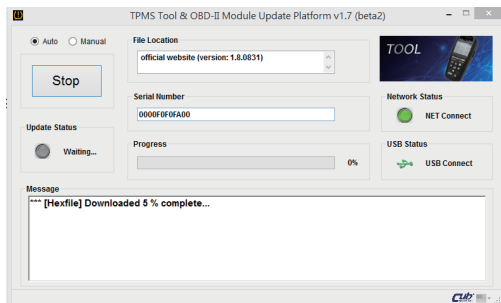 TPMS Tool & OBD-II Module Update Platform v1.7 (beta2)
Auto
Manual
Stop
File Location
official website (version: 1.8.0831)
TOOL
Serial Number
0000F0F0FA00
Network Status
NET Connect
Update Status
Waiting...
Progress
0%
USB Status
USB Connect
Message
*** [Hexfile] Downloaded 5 % complete...
Cub